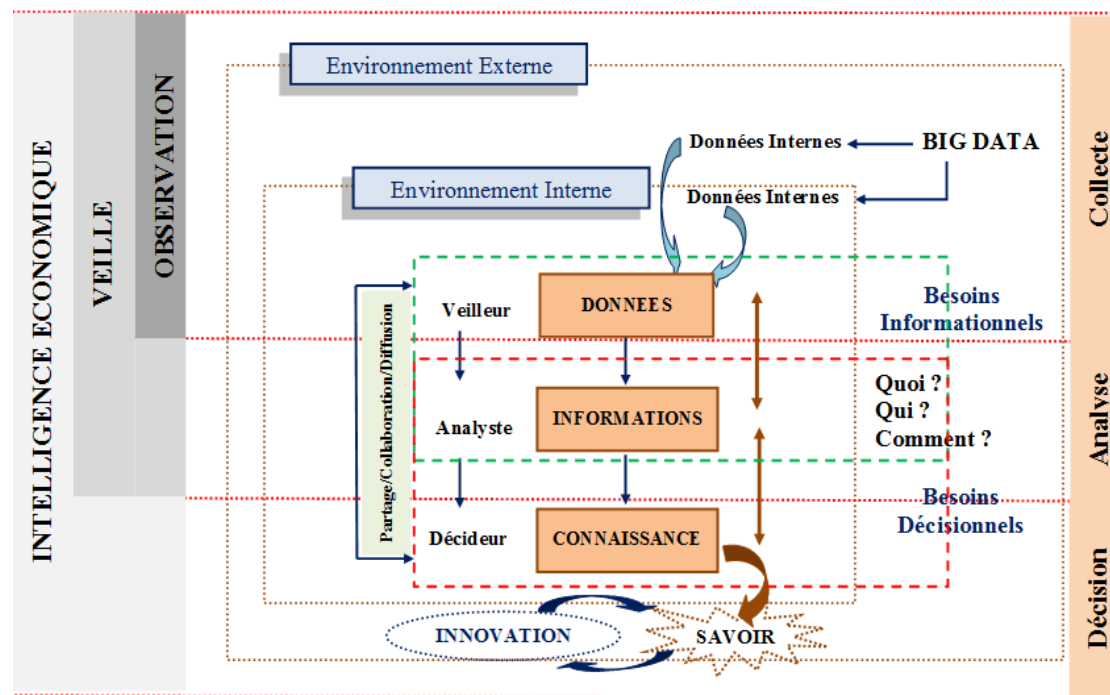 INTELLIGENCE ECONOMIQUE
VEILLE
OBSERVATION
Environnement Externe
Données Internes
BIG DATA
Environnement Interne
Données Internes
Collecte
Partage/Collaboration/Diffusion
Veilleur
DONNEES
Besoins
Informationnels
Analyste
INFORMATIONS
Quoi ?
Qui ?
Comment ?
Analyse
Décideur
CONNAISSANCE
Besoins
Décisionnels
Décision
INNOVATION
SAVOIR